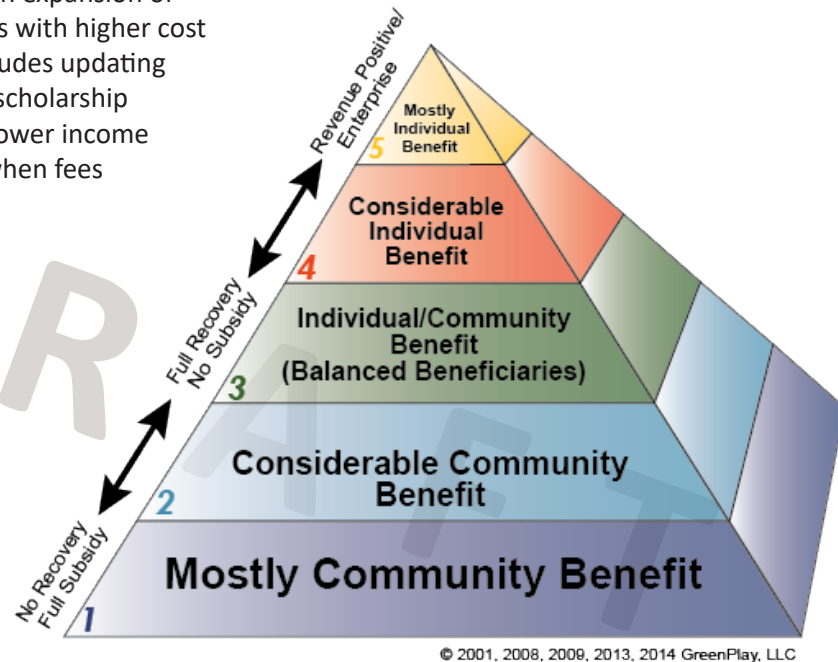 n expansion of
s with higher cost
udes updating
scholarship
ower income
when fees
Revenue Positive/
Enterprise
5
Mostly
Individual
Benefit
4
Considerable
Individual
Benefit
Full Recovery
No Subsidy
3
Individual/Community
Benefit
(Balanced Beneficiaries)
2
Considerable Community
Benefit
No Recovery
Full Subsidy
1
Mostly Community Benefit
R A F T
© 2001, 2008, 2009, 2013, 2014 GreenPlay, LLC